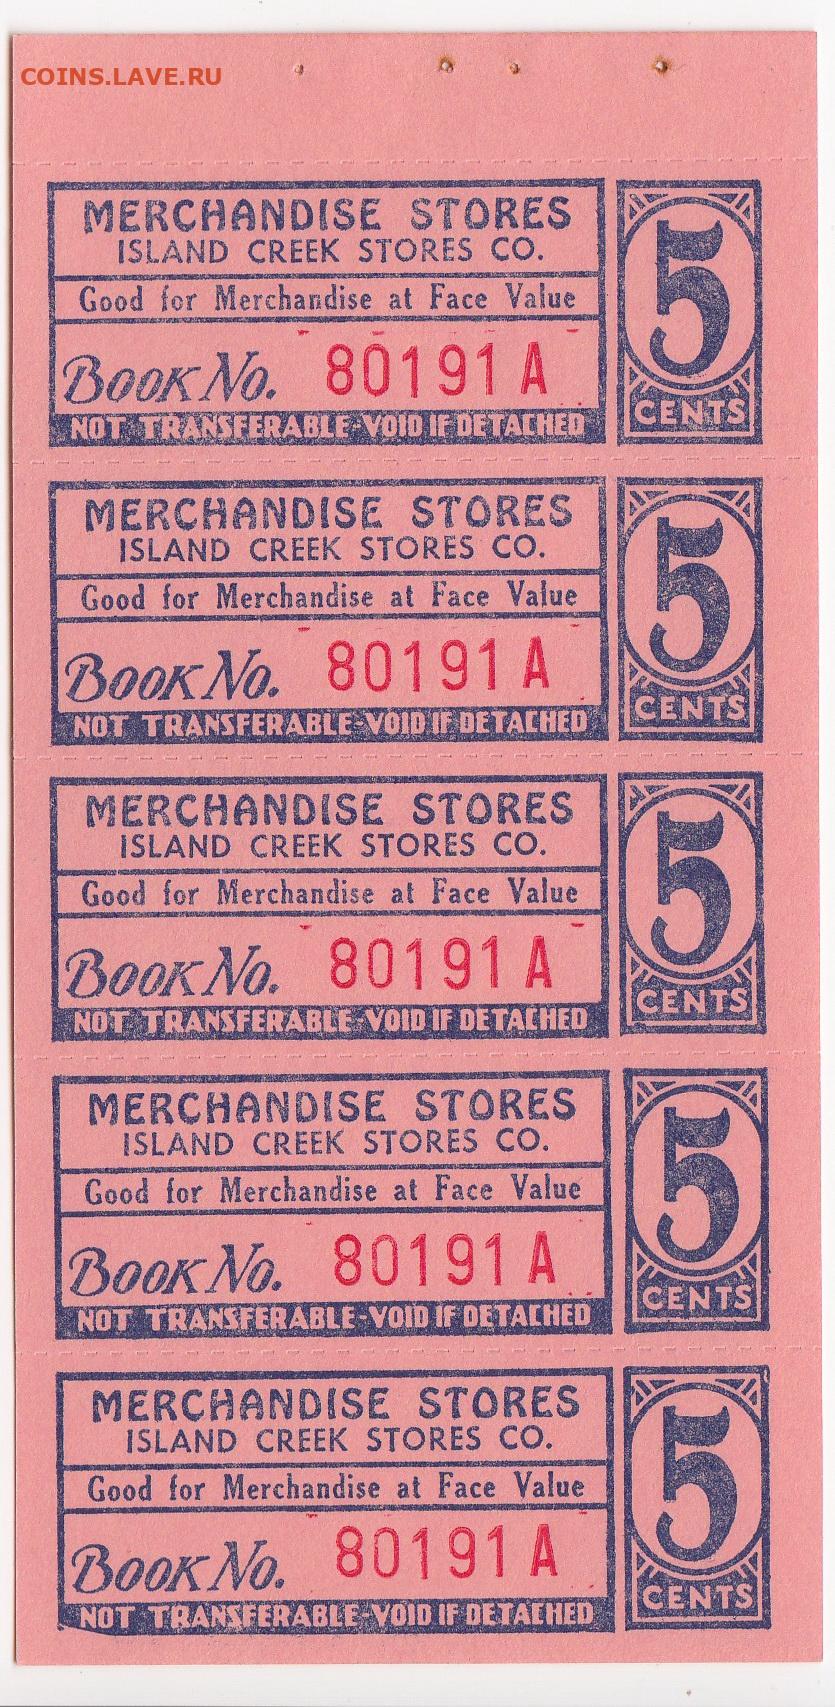 COINS.LAVE.RU
MERCHANDISE STORES
ISLAND CREEK STORES CO.
Good for Merchandise at Face Value
Book No. 80191 A
NOT TRANSFERABLE-VOID IF DETACHED
5
CENTS
MERCHANDISE STORES
ISLAND CREEK STORES CO.
Good for Merchandise at Face Value
Book No. 80191 A
NOT TRANSFERABLE-VOID IF DETACHED
5
CENTS
MERCHANDISE STORES
ISLAND CREEK STORES CO.
Good for Merchandise at Face Value
Book No. 80191 A
NOT TRANSFERABLE-VOID IF DETACHED
5
CENTS
MERCHANDISE STORES
ISLAND CREEK STORES CO.
Good for Merchandise at Face Value
Book No. 80191 A
NOT TRANSFERABLE-VOID IF DETACHED
5
CENTS
MERCHANDISE STORES
ISLAND CREEK STORES CO.
Good for Merchandise at Face Value
Book No. 80191 A
NOT TRANSFERABLE-VOID IF DETACHED
5
CENTS